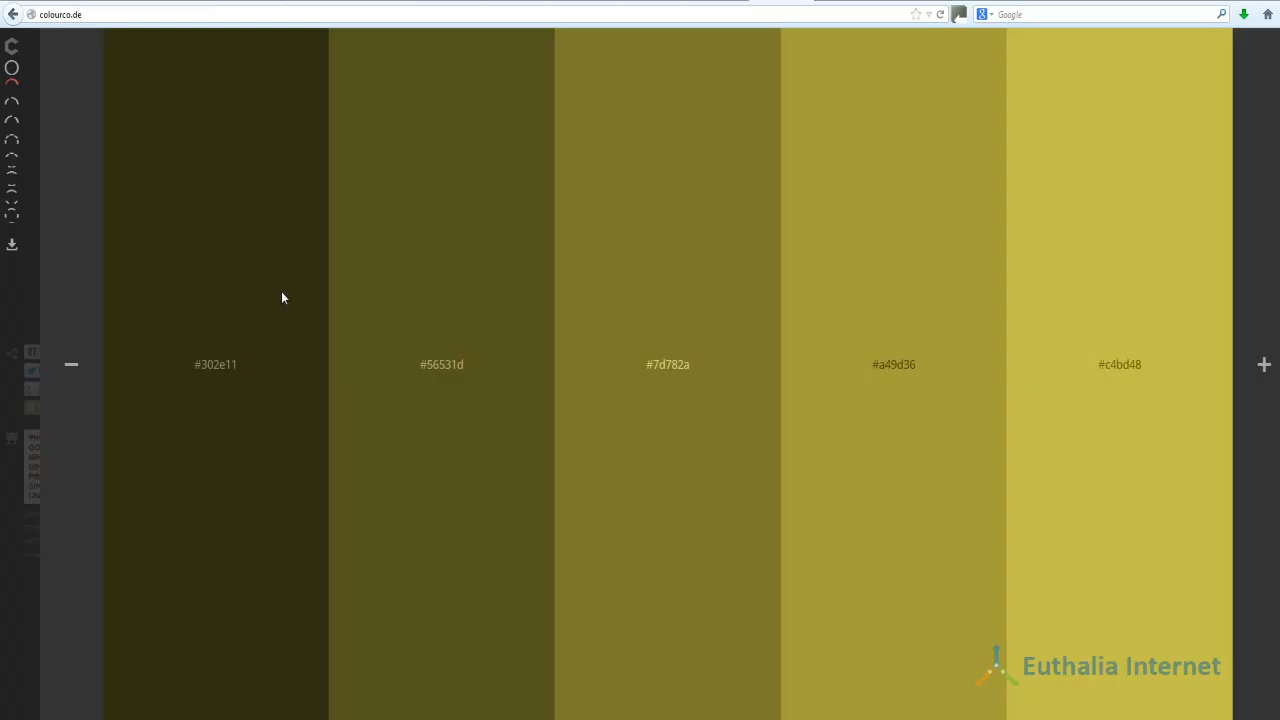 colourco.de
Google
#302e11
#56531d
#7d782a
#a49d36
#c4bd48
Euthalia Internet